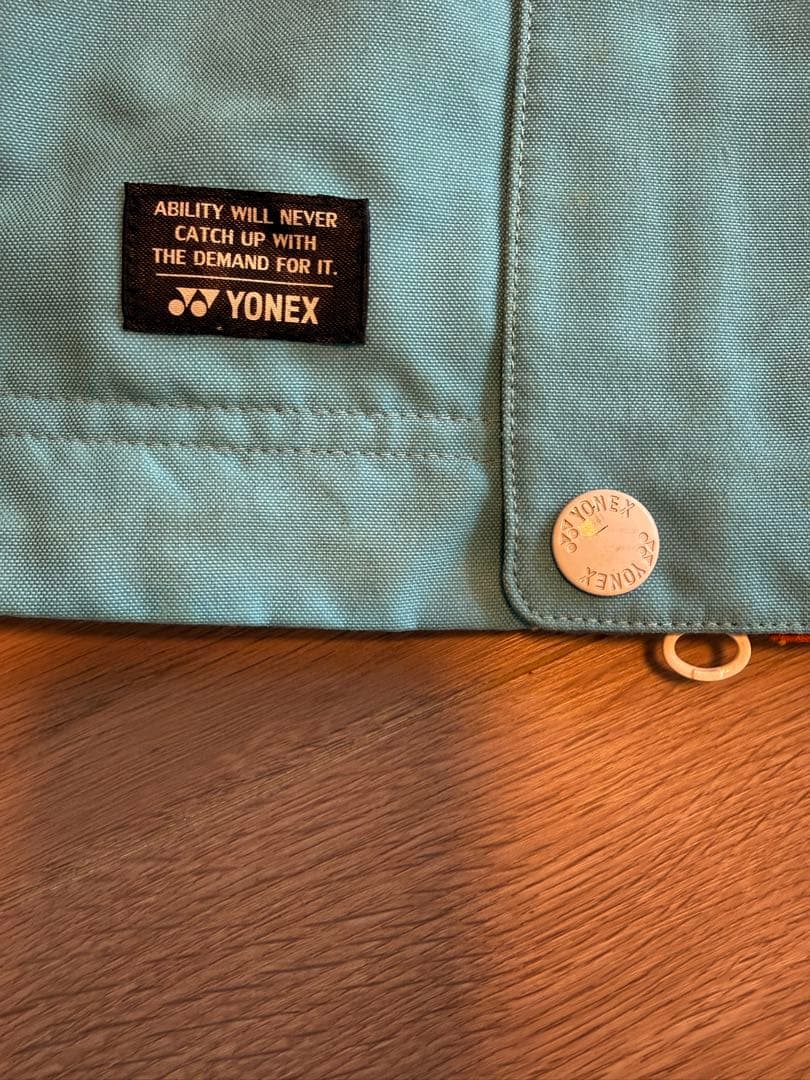 ABILITY WILL NEVER
CATCH UP WITH
THE DEMAND FOR IT.
YONEX
YONEX
YONEX